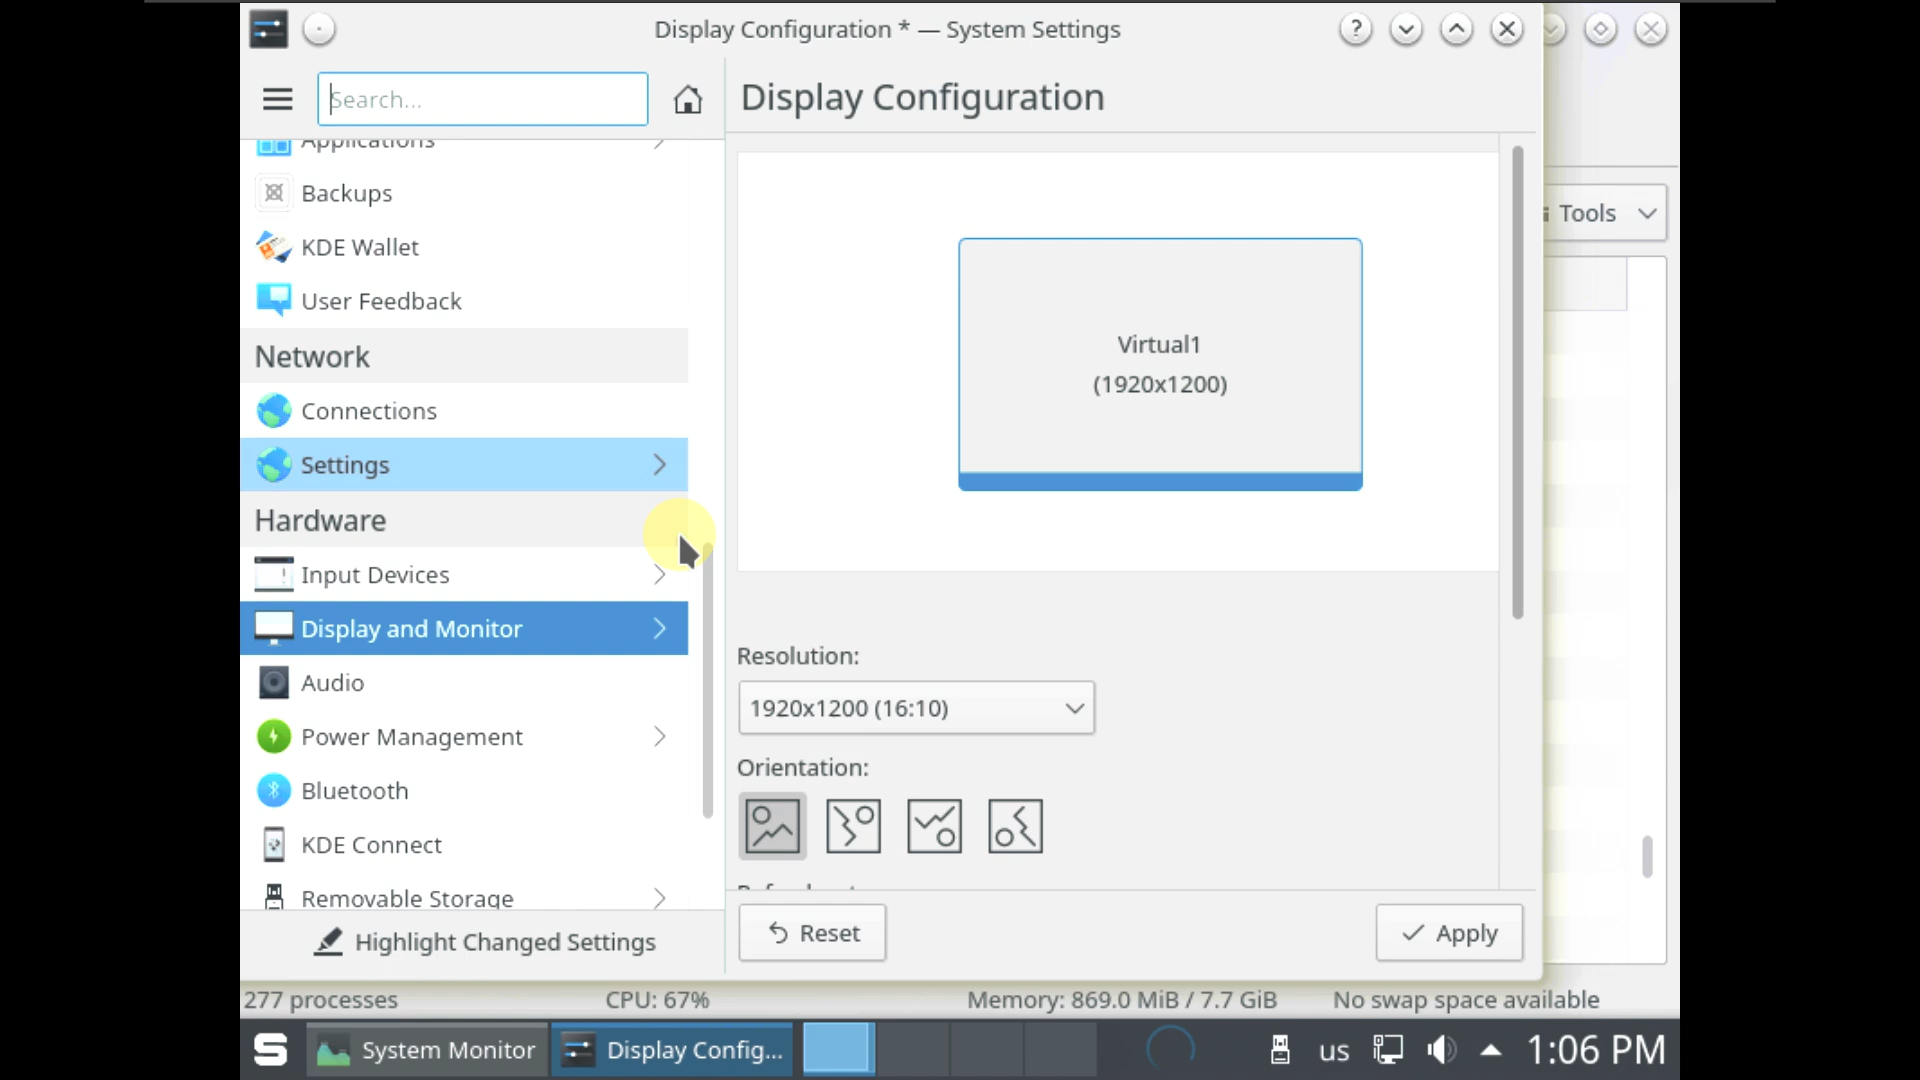 Display Configuration * — System Settings
Search...
Display Configuration
Applications
Backups
KDE Wallet
User Feedback
Network
Connections
Settings
Hardware
Input Devices
Display and Monitor
Audio
Power Management
Bluetooth
KDE Connect
Removable Storage
Highlight Changed Settings
Virtual1
(1920x1200)
Resolution:
1920x1200 (16:10)
Orientation:
Reset
Apply
Tools
277 processes
CPU: 67%
Memory: 869.0 MiB / 7.7 GiB
No swap space available
System Monitor
Display Config...
us
1:06 PM